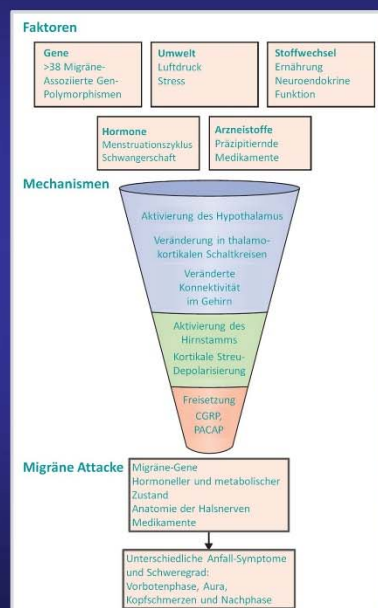 Faktoren
Gene
>38 Migräne-
Assoziierte Gen-
Polymorphismen
Umwelt
Luftdruck
Stress
Stoffwechsel
Ernährung
Neuroendokrine
Funktion
Hormone
Menstruationszyklus
Schwangerschaft
Arzneistoffe
Präzipitiernde
Medikamente
Mechanismen
Aktivierung des Hypothalamus
Veränderung in thalamo-
kortikalen Schaltkreisen
Veränderte
Konnektivität
im Gehirn
Aktivierung des
Hirnstamms
Kortikale Streu-
Depolarisierung
Freisetzung
CGRP,
PACAP
Migräne Attacke
Migräne-Gene
Hormoneller und metabolischer
Zustand
Anatomie der Halsnerven
Medikamente
Unterschiedliche Anfall-Symptome
und Schweregrad:
Vorbotenphase, Aura,
Kopfschmerzen und Nachphase